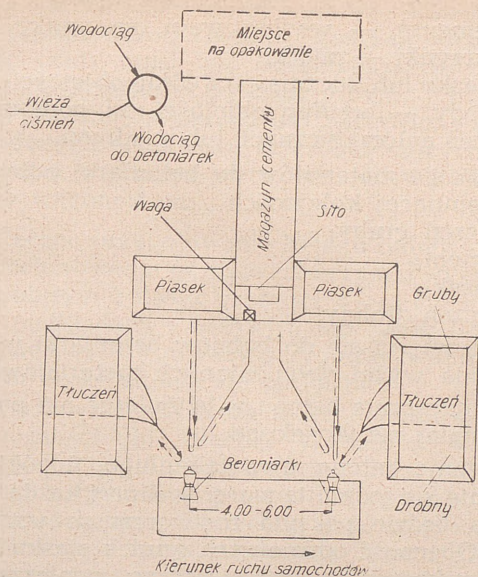 Wodociąg
Miejsce
na opakowanie
Wieża
ciśnień
Wodociąg
do betoniarek
Magazyn cementu
Waga
Sito
Piasek
Piasek
Gruby
Tłuczeń
Tłuczeń
Betoniarki
Drobny
4,00-6,00
Kierunek ruchu samochodów